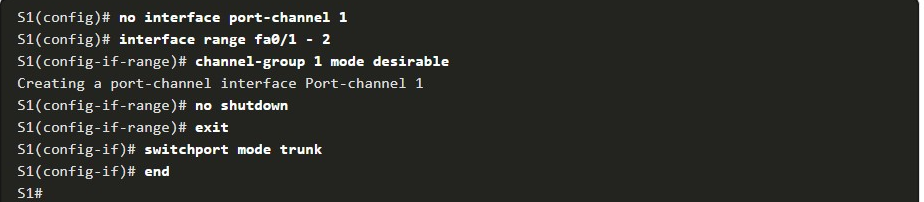 S1(config)# no interface port-channel 1
S1(config)# interface range fa0/1 - 2
S1(config-if-range)# channel-group 1 mode desirable
Creating a port-channel interface Port-channel 1
S1(config-if-range)# no shutdown
S1(config-if-range)# exit
S1(config-if)# switchport mode trunk
S1(config-if)# end
S1#